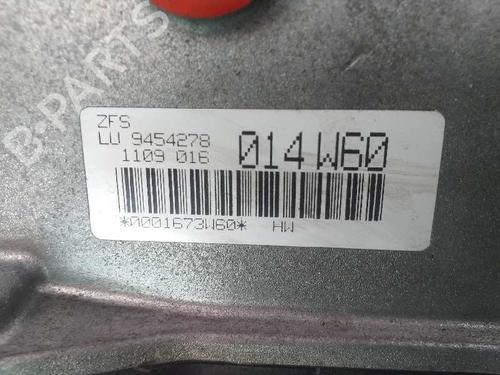 B-PARTS
ZFS
LU 9454278
1109 016
014W60
*0001673W60* HW